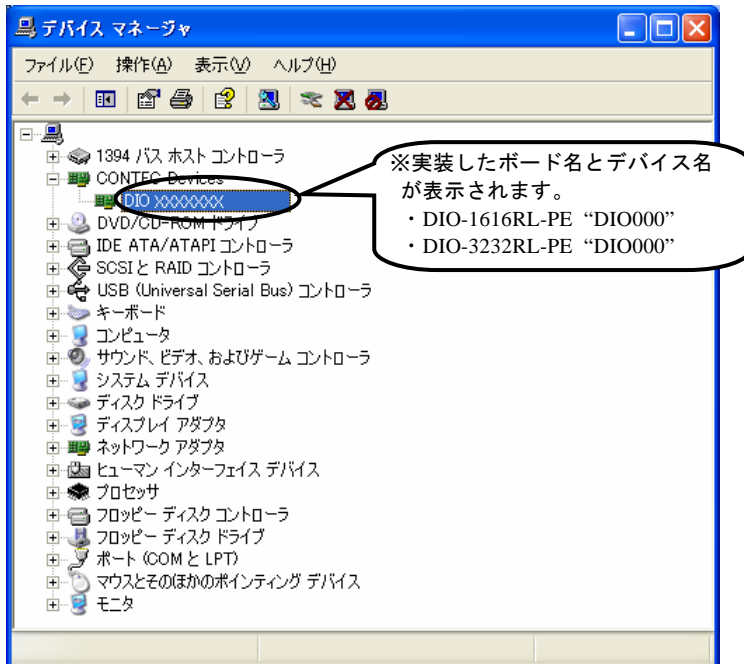 デバイス マネージャ
ファイル(F) 操作(A) 表示(V) ヘルプ(H)
1394 バス ホスト コントローラ
CONTEC Devices
DIO XXXXXXX
DVD/CD-ROM ドライブ
IDE ATA/ATAPI コントローラ
SCSI と RAID コントローラ
USB (Universal Serial Bus) コントローラ
キーボード
コンピュータ
サウンド、ビデオ、およびゲーム コントローラ
システム デバイス
ディスク ドライブ
ディスプレイ アダプタ
ネットワーク アダプタ
ヒューマン インターフェイス デバイス
プロセッサ
フロッピー ディスク コントローラ
フロッピー ディスク ドライブ
ポート (COM と LPT)
マウスとそのほかのポインティング デバイス
モニタ
※実装したボード名とデバイス名
が表示されます。
・DIO-1616RL-PE “DIO000”
・DIO-3232RL-PE “DIO000”